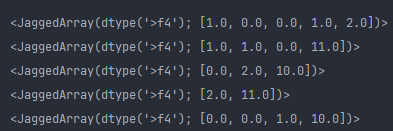 <JaggedArray(dtype('>f4'); [1.0, 0.0, 0.0, 1.0, 2.0])>
<JaggedArray(dtype('>f4'); [1.0, 1.0, 0.0, 11.0])>
<JaggedArray(dtype('>f4'); [0.0, 2.0, 10.0])>
<JaggedArray(dtype('>f4'); [2.0, 11.0])>
<JaggedArray(dtype('>f4'); [0.0, 0.0, 1.0, 10.0])>